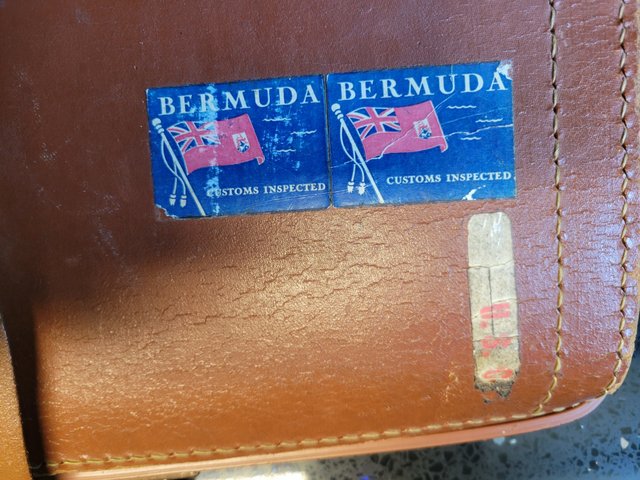 BERMUDA
CUSTOMS INSPECTED
BERMUDA
CUSTOMS INSPECTED